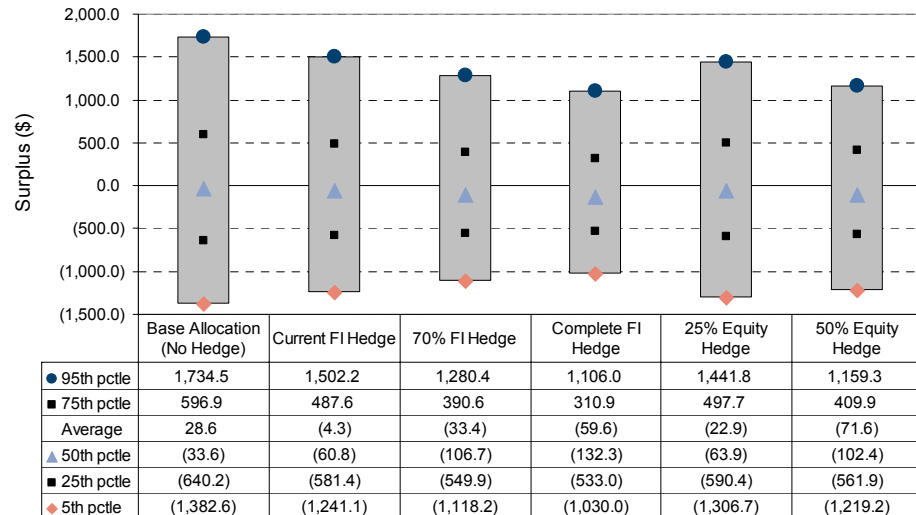 2,000.0
1,500.0
1,000.0
500.0
0.0
(500.0)
(1,000.0)
(1,500.0)
Surplus ($)
Base Allocation (No Hedge) Current FI Hedge 70% FI Hedge Complete FI Hedge 25% Equity Hedge 50% Equity Hedge
95th pctle 1,734.5 1,502.2 1,280.4 1,106.0 1,441.8 1,159.3
75th pctle 596.9 487.6 390.6 310.9 497.7 409.9
Average 28.6 (4.3) (33.4) (59.6) (22.9) (71.6)
50th pctle (33.6) (60.8) (106.7) (132.3) (63.9) (102.4)
25th pctle (640.2) (581.4) (549.9) (533.0) (590.4) (561.9)
5th pctle (1,382.6) (1,241.1) (1,118.2) (1,030.0) (1,306.7) (1,219.2)